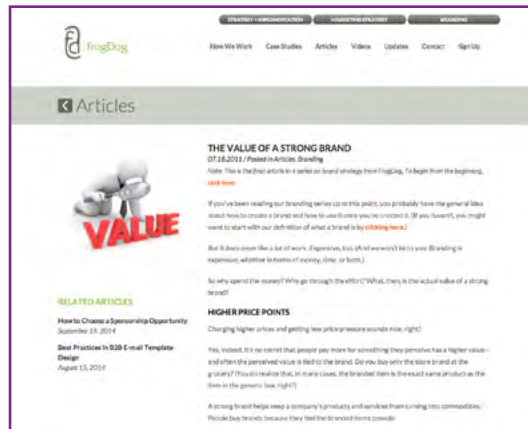 STRATEGY + IMPLEMENTATION
MARKETING STRATEGY
BRANDING
frogDog
How We Work Case Studies Articles Videos Updates Contact Sign Up
Articles
VALUE
THE VALUE OF A STRONG BRAND
07.18.2011 / Posted in Articles, Branding
Note: This is the final article in a series on brand strategy from FrogDog. To begin from the beginning,
click here.
If you've been reading our branding series up to this point, you probably have the general idea
about how to create a brand and how to use it once you've created it. (If you haven't, you might
want to start with our definition of what a brand is by clicking here.)
But it does seem like a lot of work. Expensive, too. (And we won't lie to you: Branding is
expensive, whether in terms of money, time, or both.)
So why spend the money? Why go through the effort? What, then, is the actual value of a strong
brand?
HIGHER PRICE POINTS
Charging higher prices and getting less price pressure sounds nice, right?
Yes, indeed. It's no secret that people pay more for something they perceive has a higher value—
and often the perceived value is tied to the brand. Do you buy only the store brand at the
grocery? (You do realize that, in many cases, the branded item is the exact same product as the
item in the generic box, right?)
A strong brand helps keep a company's products and services from turning into commodities.
People buy brands because they feel the branded items provide
RELATED ARTICLES
How to Choose a Sponsorship Opportunity
September 14, 2014
Best Practices in B2B E-mail Template
Design
August 15, 2014